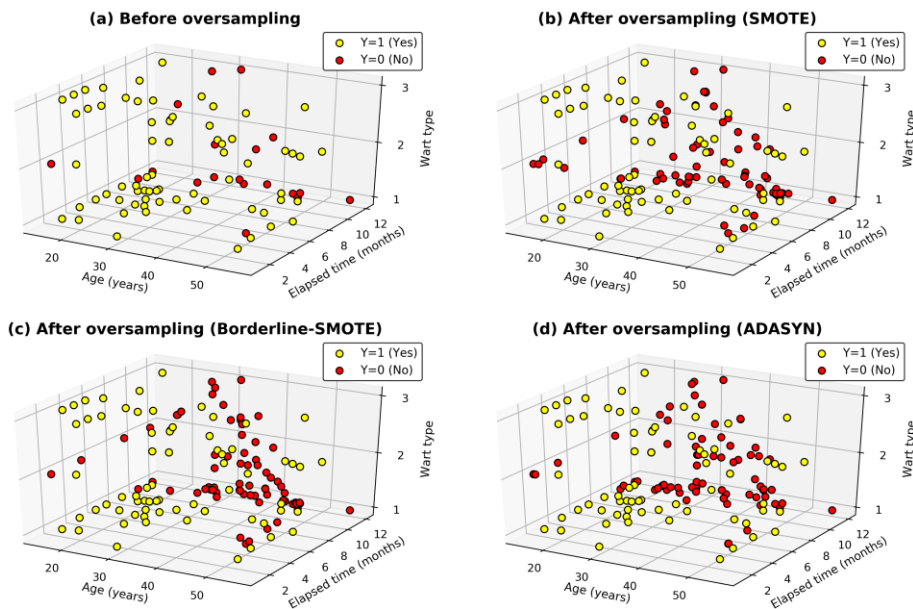 (a) Before oversampling
Y=1 (Yes)
Y=0 (No)
3
2
1
Wart type
20
30
40
50
Age (years)
2
4
6
8
10
12
Elapsed time (months)
(b) After oversampling (SMOTE)
Y=1 (Yes)
Y=0 (No)
3
2
1
Wart type
20
30
40
50
Age (years)
2
4
6
8
10
12
Elapsed time (months)
(c) After oversampling (Borderline-SMOTE)
Y=1 (Yes)
Y=0 (No)
3
2
1
Wart type
20
30
40
50
Age (years)
2
4
6
8
10
12
Elapsed time (months)
(d) After oversampling (ADASYN)
Y=1 (Yes)
Y=0 (No)
3
2
1
Wart type
20
30
40
50
Age (years)
2
4
6
8
10
12
Elapsed time (months)